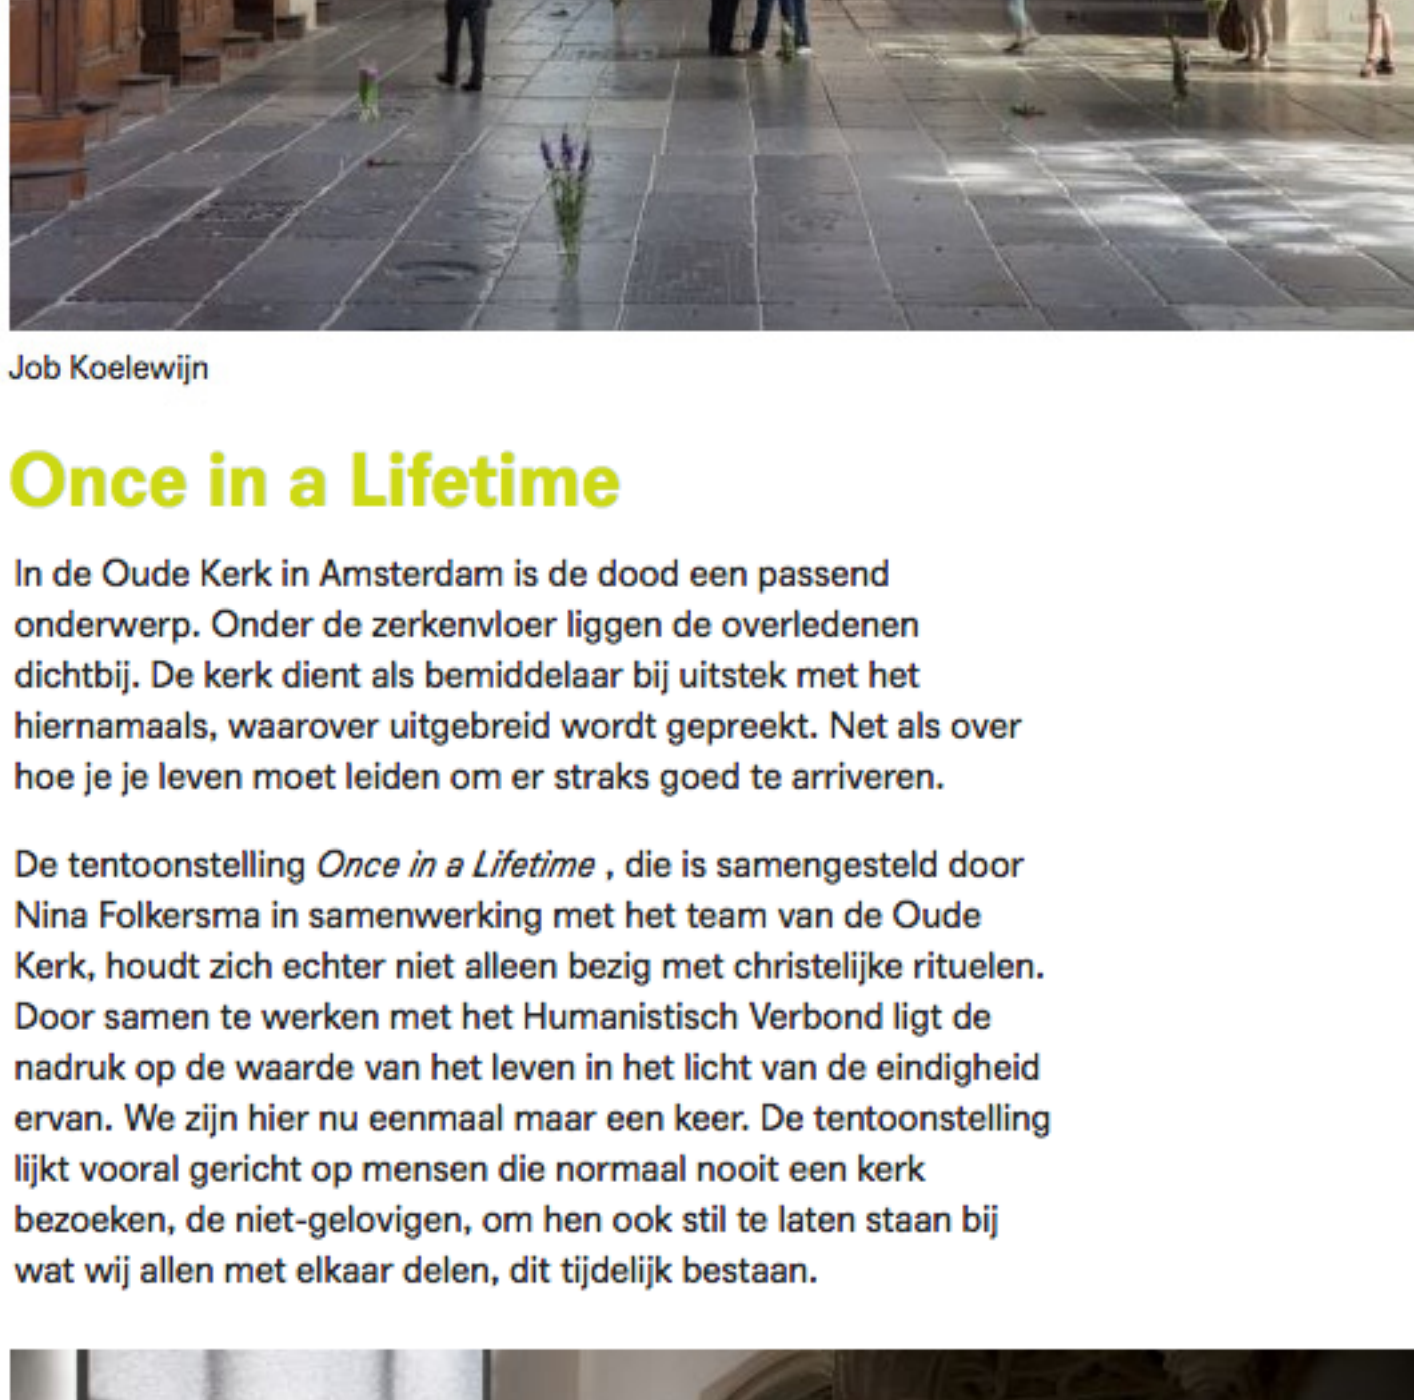 Job Koelewijn
Once in a Lifetime
In de Oude Kerk in Amsterdam is de dood een passend
onderwerp. Onder de zerkenvloer liggen de overledenen
dichtbij. De kerk dient als bemiddelaar bij uitstek met het
hiernamaals, waarover uitgebreid wordt gepreekt. Net als over
hoe je je leven moet leiden om er straks goed te arriveren.
De tentoonstelling Once in a Lifetime , die is samengesteld door
Nina Folkersma in samenwerking met het team van de Oude
Kerk, houdt zich echter niet alleen bezig met christelijke rituelen.
Door samen te werken met het Humanistisch Verbond ligt de
nadruk op de waarde van het leven in het licht van de eindigheid
ervan. We zijn hier nu eenmaal maar een keer. De tentoonstelling
lijkt vooral gericht op mensen die normaal nooit een kerk
bezoeken, de niet-gelovigen, om hen ook stil te laten staan bij
wat wij allen met elkaar delen, dit tijdelijk bestaan.